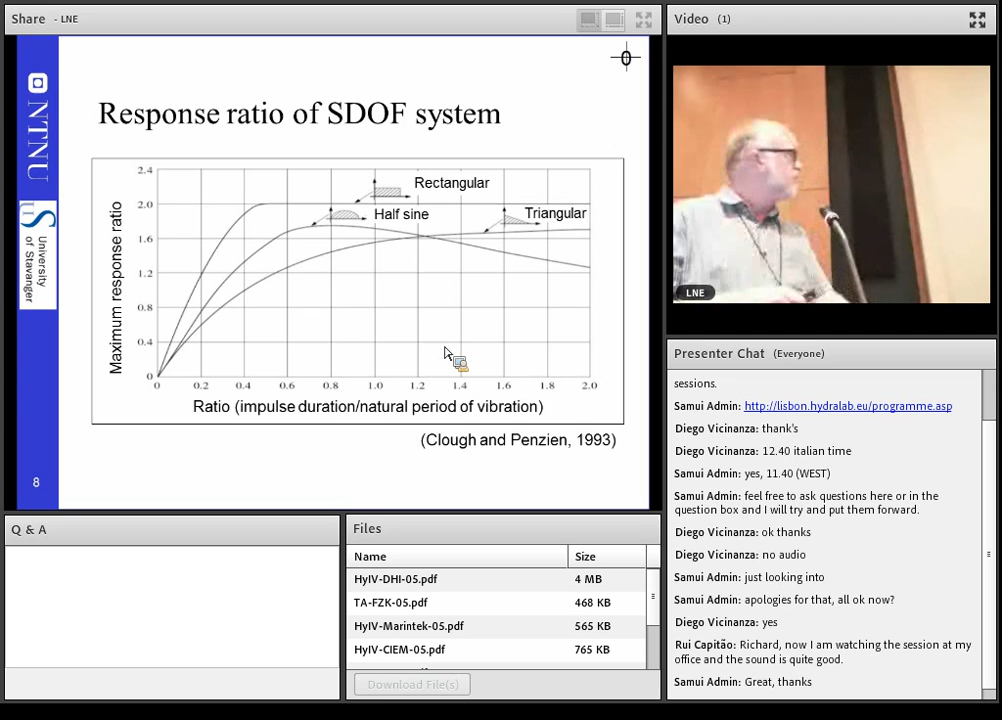 Share - LNE
NTNU
US
University
of Stavanger
8
Response ratio of SDOF system
Maximum response ratio
2.4
2.0
1.6
1.2
0.8
0.4
0
Rectangular
Half sine
Triangular
0 0.2 0.4 0.6 0.8 1.0 1.2 1.4 1.6 1.8 2.0
Ratio (impulse duration/natural period of vibration)
(Clough and Penzien, 1993)
Q & A
Files
Name Size
HyIV-DHI-05.pdf 4 MB
TA-FZK-05.pdf 468 KB
HyIV-Marintek-05.pdf 565 KB
HyIV-CIEM-05.pdf 765 KB
Download File(s)
Video (1)
LNE
Presenter Chat (Everyone)
sessions.
Samui Admin: http://lisbon.hydralab.eu/programme.asp
Diego Vicinanza: thank's
Diego Vicinanza: 12.40 italian time
Samui Admin: yes, 11.40 (WEST)
Samui Admin: feel free to ask questions here or in the
question box and I will try and put them forward.
Diego Vicinanza: ok thanks
Diego Vicinanza: no audio
Samui Admin: just looking into
Samui Admin: apologies for that, all ok now?
Diego Vicinanza: yes
Rui Capitão: Richard, now I am watching the session at my
office and the sound is quite good.
Samui Admin: Great, thanks